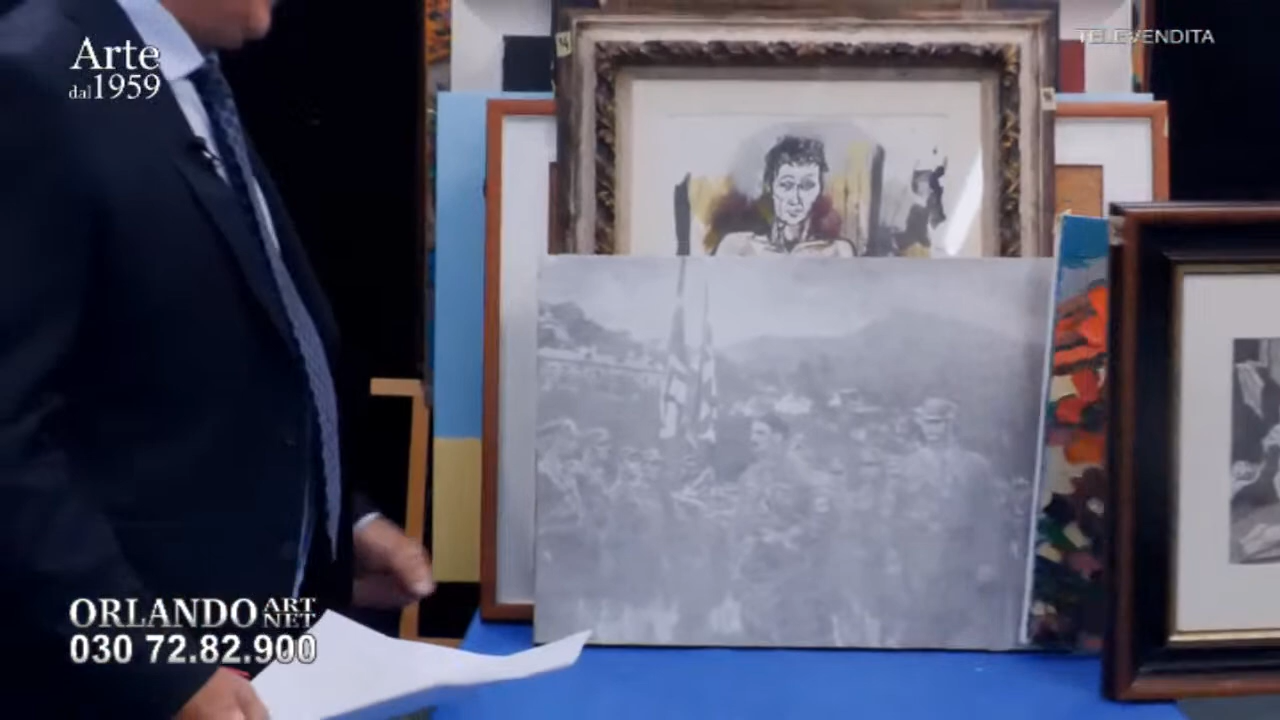 Arte
dal 1959
TELEVENDITA
ORLANDO ART NET
030 72.82.900